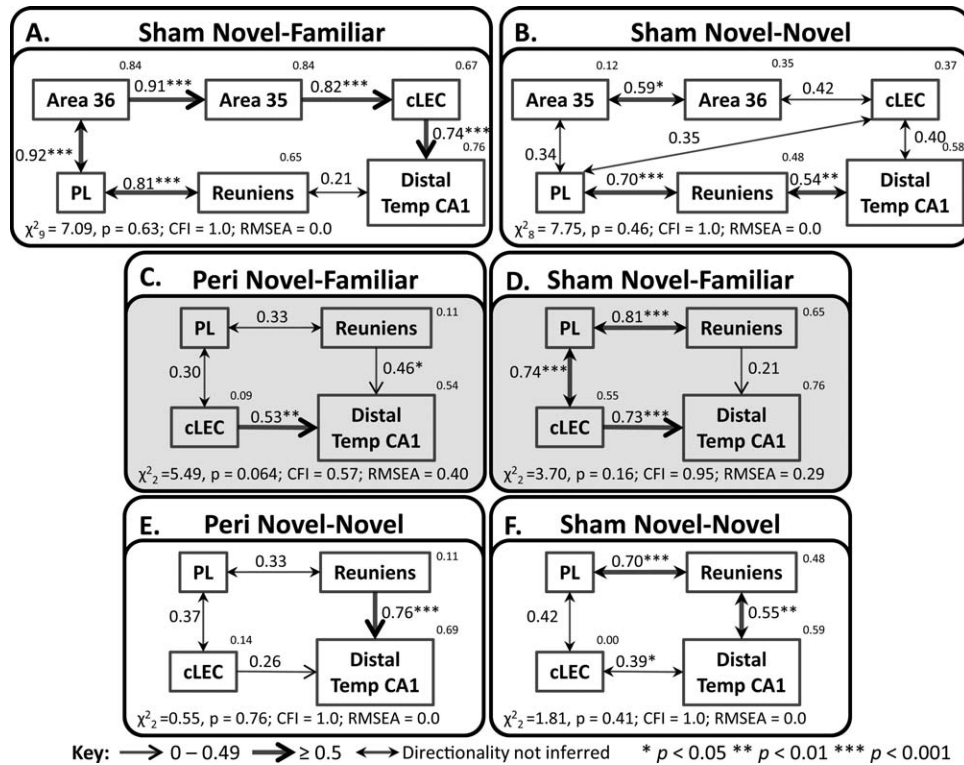 A. Sham Novel-Familiar
0.84 0.84 0.67
Area 36 0.91*** Area 35 0.82*** cLEC
0.92*** 0.74***
0.65 0.76
PL 0.81*** Reuniens 0.21 Distal
Temp CA1
χ²₉ = 7.09, p = 0.63; CFI = 1.0; RMSEA = 0.0
B. Sham Novel-Novel
0.12 0.35 0.37
Area 35 0.59* Area 36 0.42 cLEC
0.34 0.35 0.40
0.48 0.58
PL 0.70*** Reuniens 0.54** Distal
Temp CA1
χ²₈ = 7.75, p = 0.46; CFI = 1.0; RMSEA = 0.0
C. Peri Novel-Familiar
PL 0.33 Reuniens 0.11
0.30 0.46*
0.09 0.54
cLEC 0.53** Distal
Temp CA1
χ²₂ =5.49, p = 0.064; CFI = 0.57; RMSEA = 0.40
D. Sham Novel-Familiar
PL 0.81*** Reuniens 0.65
0.74*** 0.21
0.55 0.76
cLEC 0.73*** Distal
Temp CA1
χ²₂ =3.70, p = 0.16; CFI = 0.95; RMSEA = 0.29
E. Peri Novel-Novel
PL 0.33 Reuniens 0.11
0.37 0.76***
0.14 0.69
cLEC 0.26 Distal
Temp CA1
χ²₂=0.55, p = 0.76; CFI = 1.0; RMSEA = 0.0
F. Sham Novel-Novel
PL 0.70*** Reuniens 0.48
0.42 0.55**
0.00 0.59
cLEC 0.39* Distal
Temp CA1
χ²₂=1.81, p = 0.41; CFI = 1.0; RMSEA = 0.0
Key: 0 – 0.49 ≥ 0.5 Directionality not inferred * p < 0.05 ** p < 0.01 *** p < 0.001